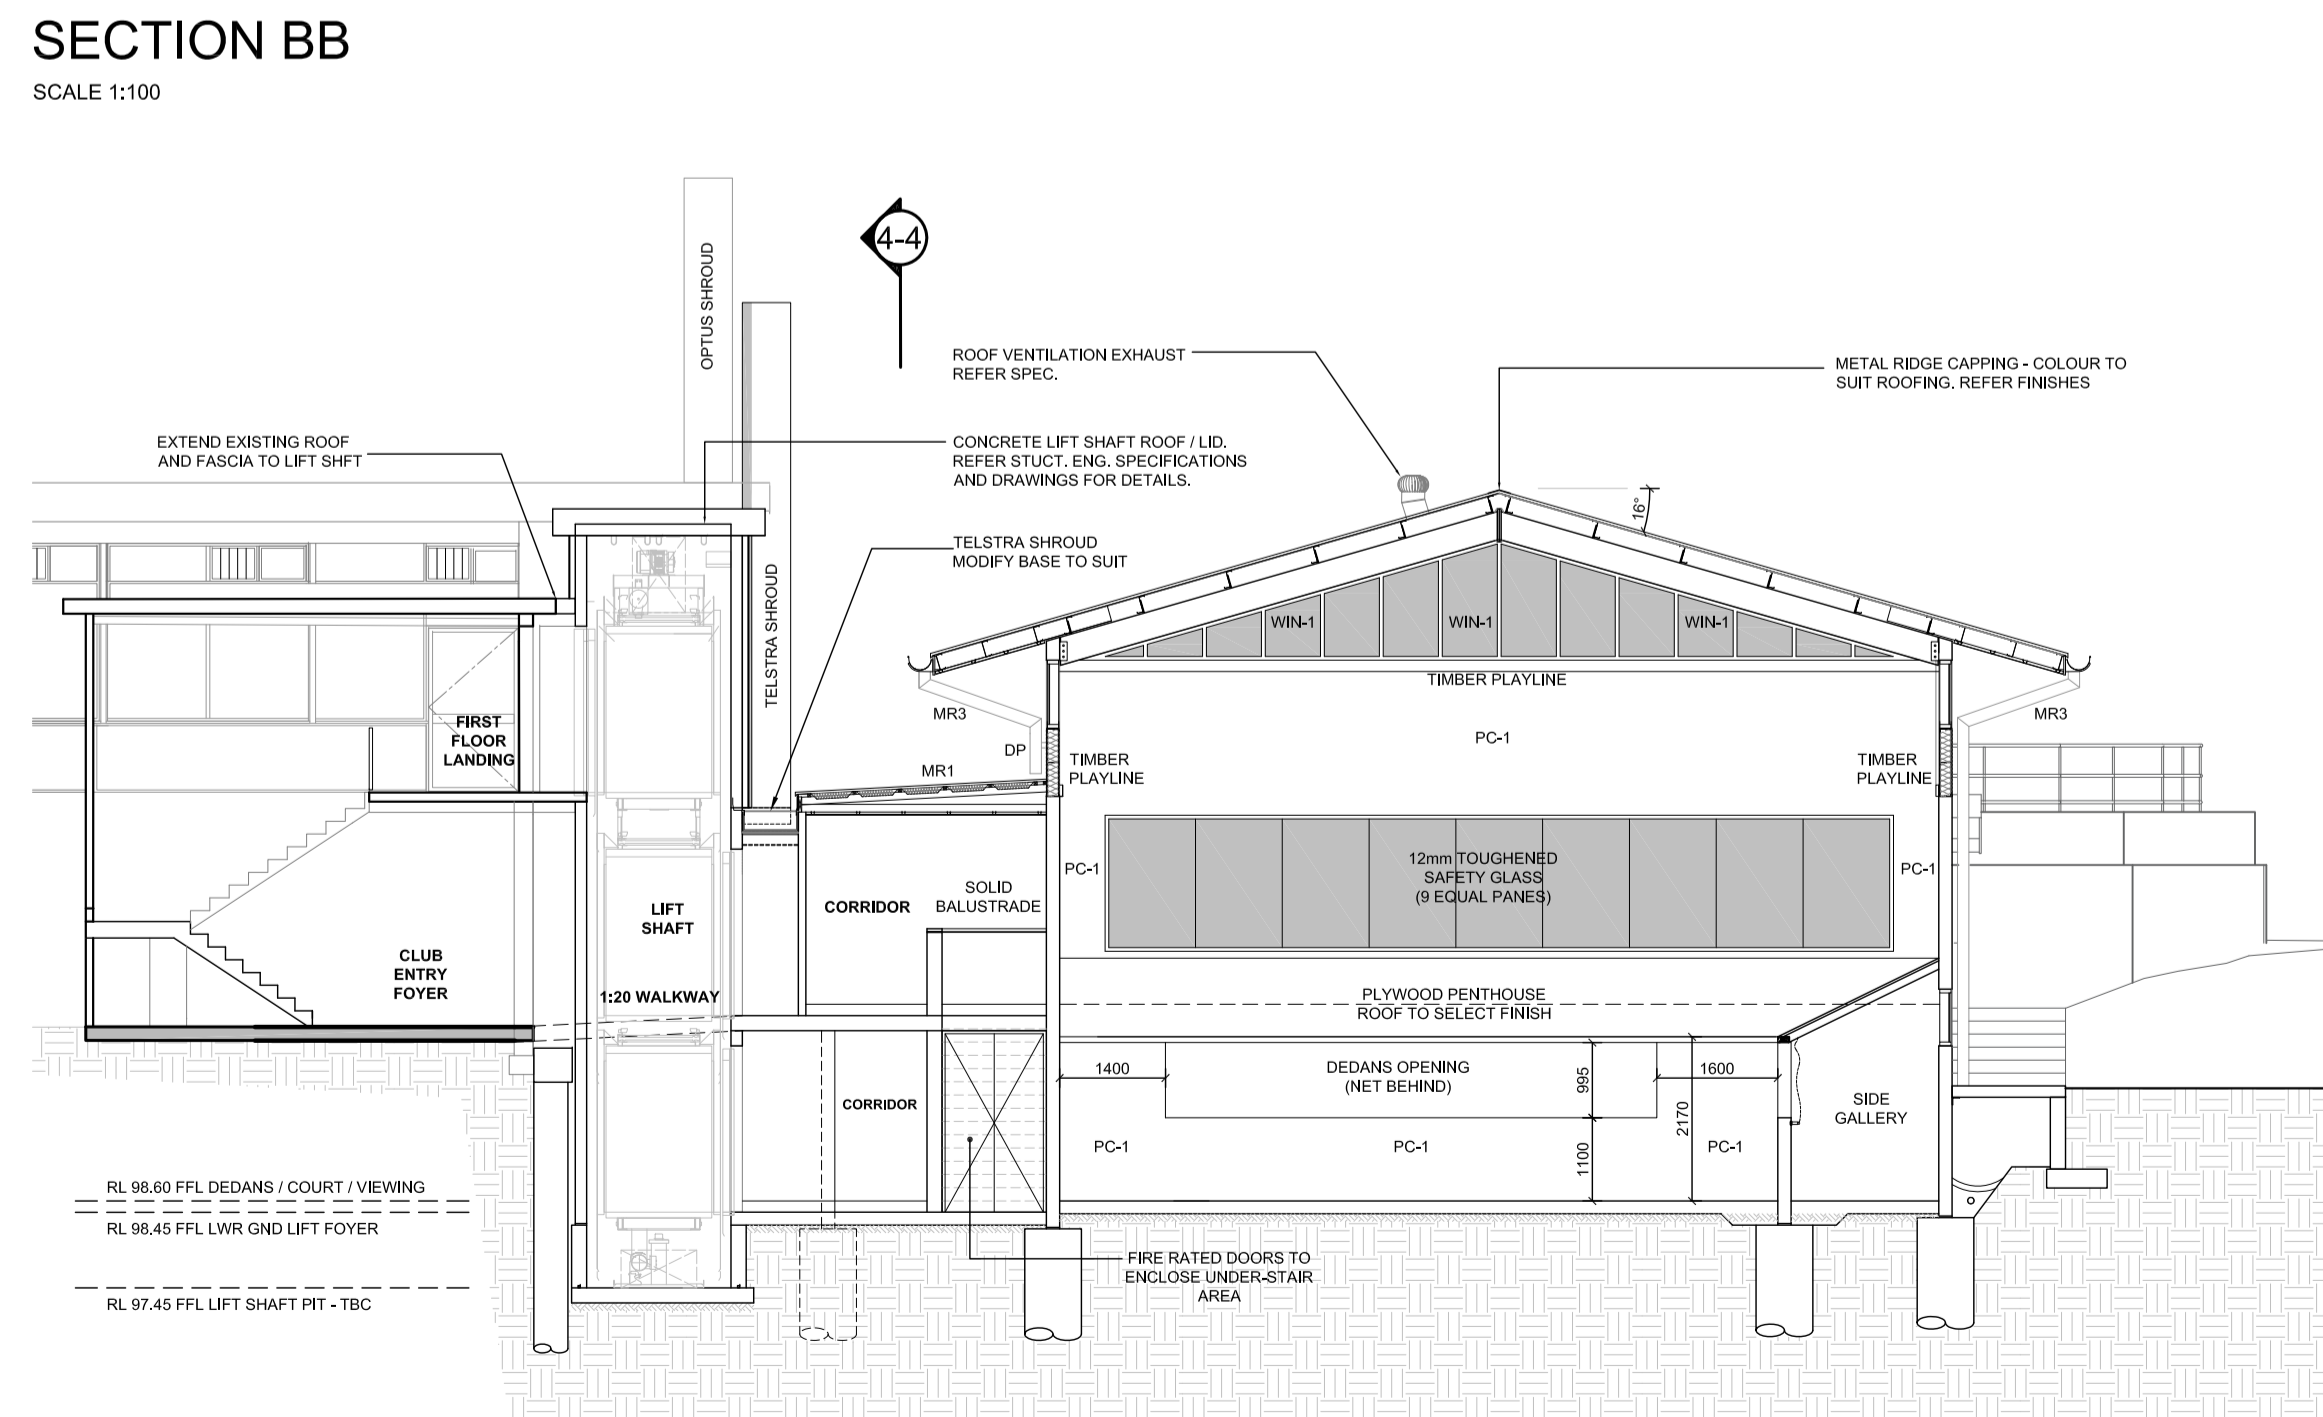 SECTION BB
SCALE 1:100
OPTUS SHROUD
4-4
ROOF VENTILATION EXHAUST
REFER SPEC.
METAL RIDGE CAPPING - COLOUR TO
SUIT ROOFING. REFER FINISHES
EXTEND EXISTING ROOF
AND FASCIA TO LIFT SHFT
CONCRETE LIFT SHAFT ROOF / LID.
REFER STUCT. ENG. SPECIFICATIONS
AND DRAWINGS FOR DETAILS.
16°
TELSTRA SHROUD
MODIFY BASE TO SUIT
TELSTRA SHROUD
WIN-1
WIN-1
WIN-1
TIMBER PLAYLINE
MR3
MR3
FIRST
FLOOR
LANDING
DP
PC-1
MR1
TIMBER
PLAYLINE
TIMBER
PLAYLINE
PC-1
12mm TOUGHENED
SAFETY GLASS
(9 EQUAL PANES)
PC-1
LIFT
SHAFT
CORRIDOR
SOLID
BALUSTRADE
CLUB
ENTRY
FOYER
1:20 WALKWAY
PLYWOOD PENTHOUSE
ROOF TO SELECT FINISH
1400
DEDANS OPENING
(NET BEHIND)
995
1600
CORRIDOR
2170
SIDE
GALLERY
PC-1
PC-1
1100
PC-1
RL 98.60 FFL DEDANS / COURT / VIEWING
RL 98.45 FFL LWR GND LIFT FOYER
RL 97.45 FFL LIFT SHAFT PIT - TBC
FIRE RATED DOORS TO
ENCLOSE UNDER-STAIR
AREA